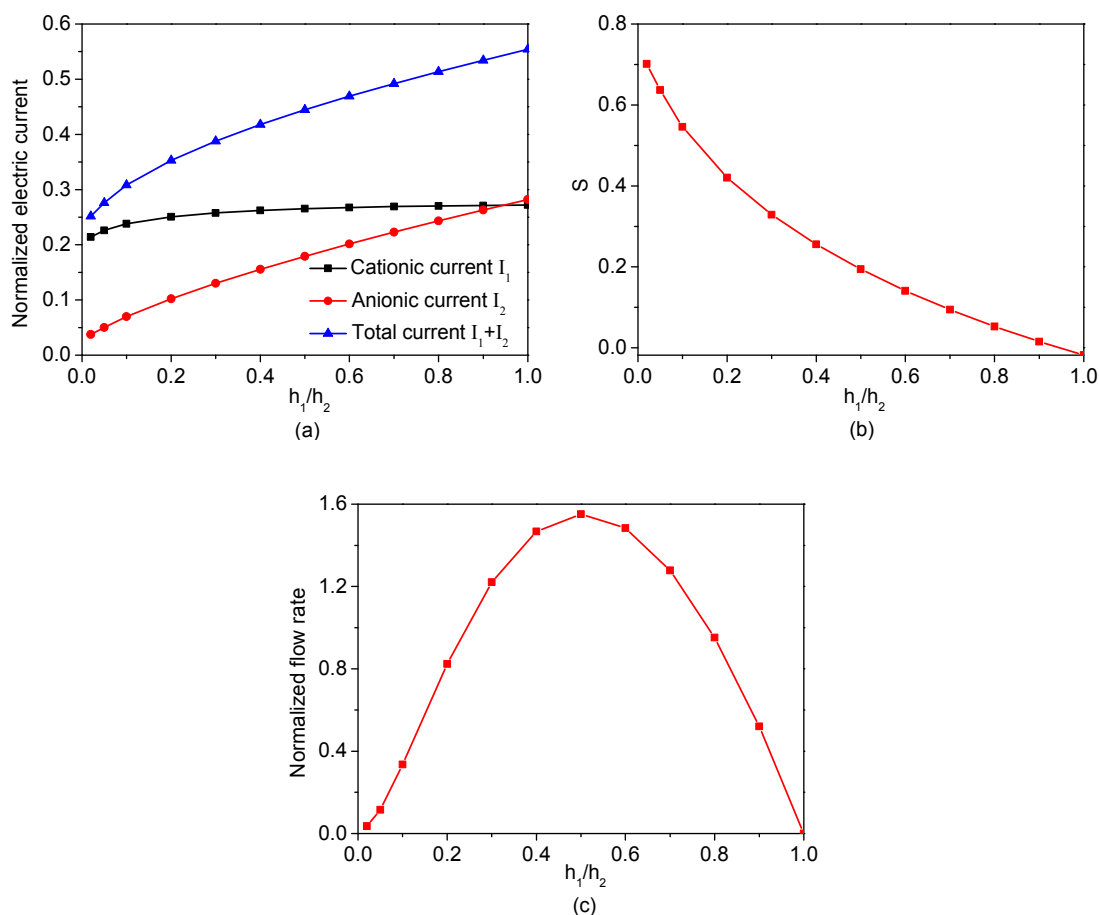 0.6
0.5
0.4
0.3
0.2
0.1
0.0
Normalized electric current
Cationic current I₁
Anionic current I₂
Total current I₁+I₂
0.0 0.2 0.4 0.6 0.8 1.0
h₁/h₂
(a)
0.8
0.6
0.4
0.2
0.0
S
0.0 0.2 0.4 0.6 0.8 1.0
h₁/h₂
(b)
1.6
1.2
0.8
0.4
0.0
Normalized flow rate
0.0 0.2 0.4 0.6 0.8 1.0
h₁/h₂
(c)